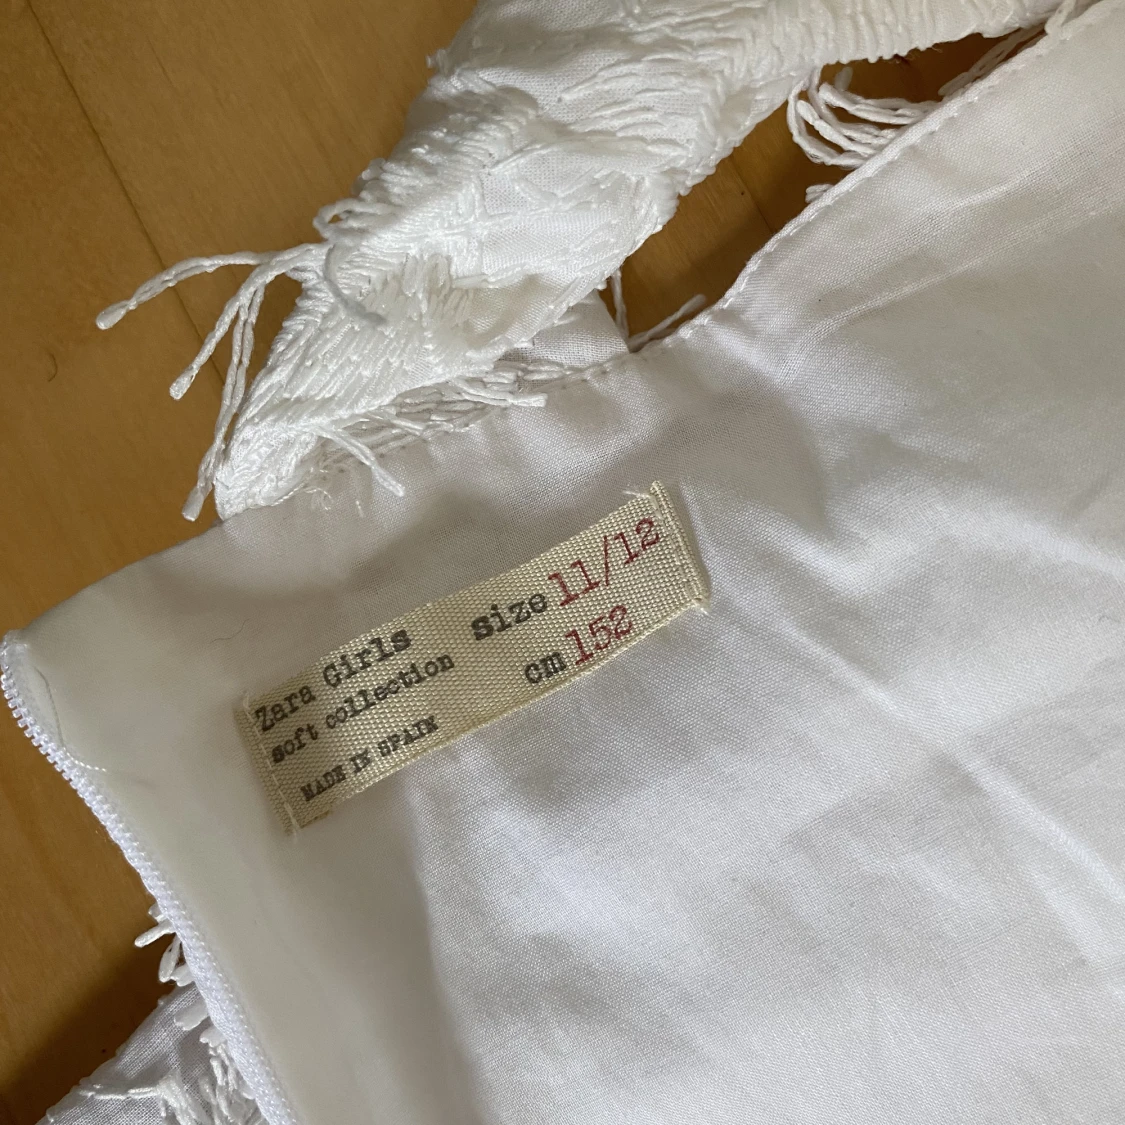 Zara Girls
soft collection
MADE IN SPAIN
size 11/12
cm 152